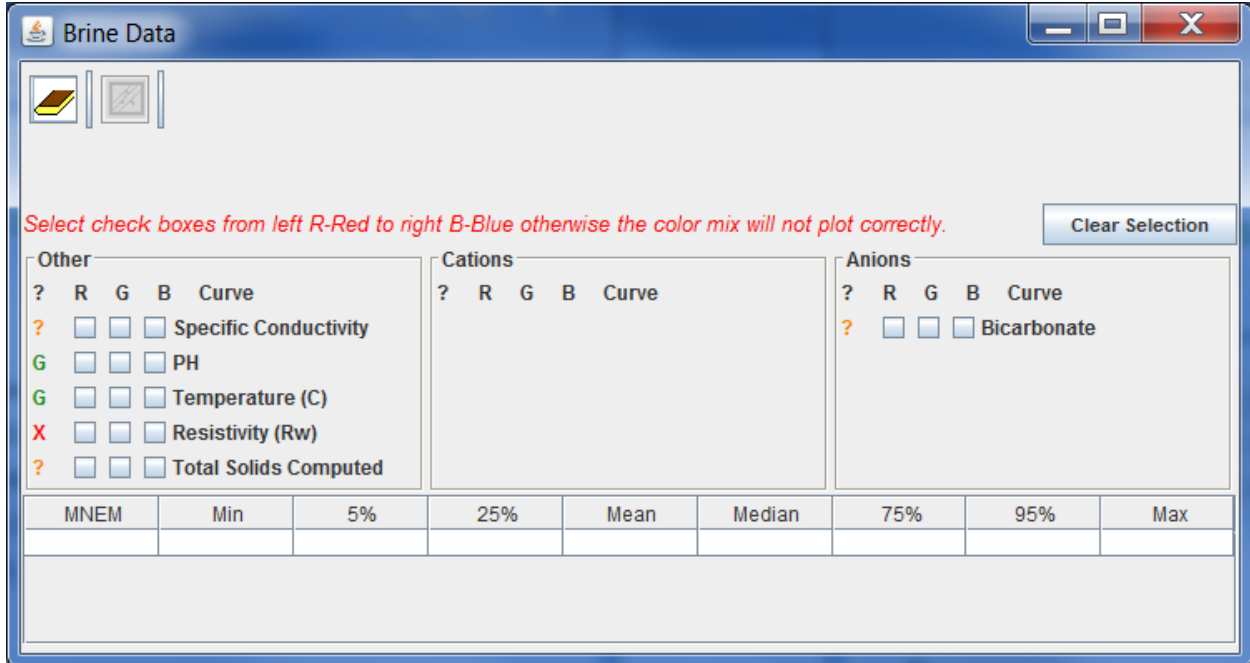 Brine Data
Select check boxes from left R-Red to right B-Blue otherwise the color mix will not plot correctly.
Clear Selection
Other
? R G B Curve
? Specific Conductivity
G PH
G Temperature (C)
X Resistivity (Rw)
? Total Solids Computed
Cations
? R G B Curve
Anions
? R G B Curve
? Bicarbonate
MNEM Min 5% 25% Mean Median 75% 95% Max